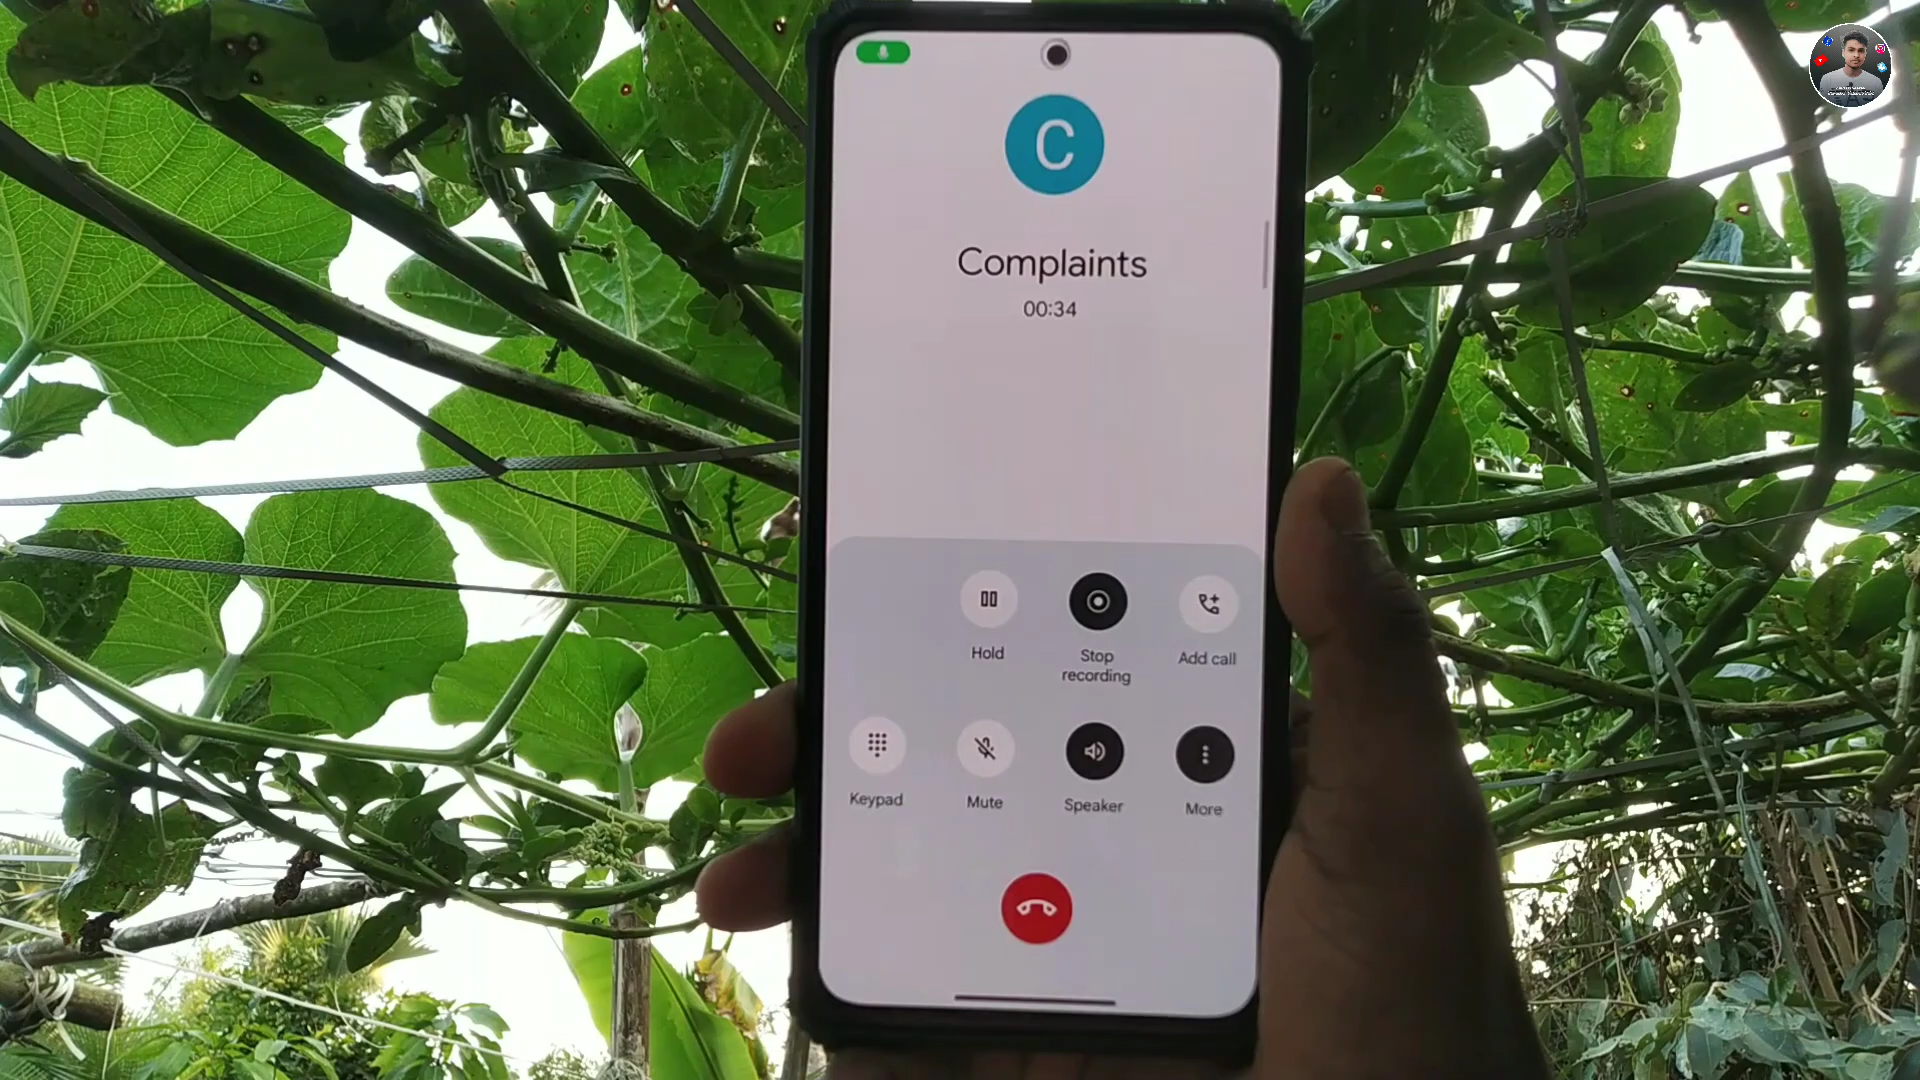 C
Complaints
00:34
Hold
Stop
recording
Add call
Keypad
Mute
Speaker
More